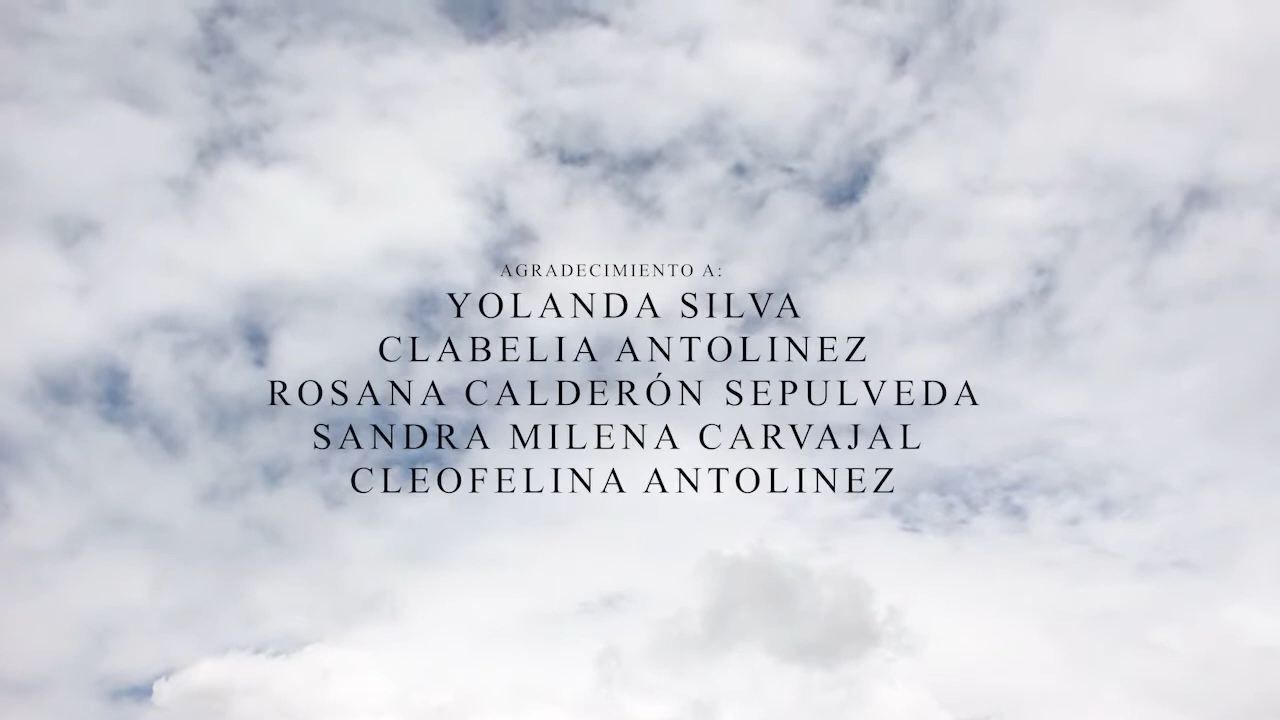 AGRADECIMIENTO A:
YOLANDA SILVA
CLABELIA ANTOLINEZ
ROSANA CALDERÓN SEPULVEDA
SANDRA MILENA CARVAJAL
CLEOFELINA ANTOLINEZ